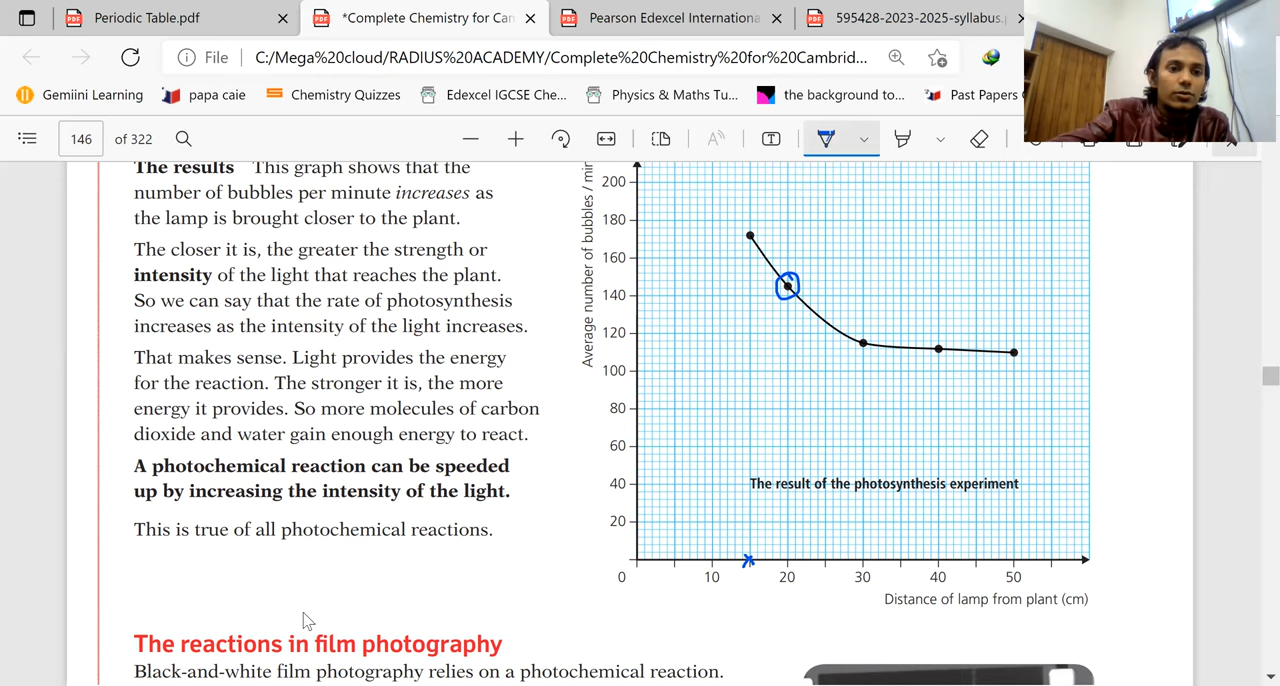 Periodic Table.pdf
*Complete Chemistry for Can
Pearson Edexcel Internationa
595428-2023-2025-syllabus.
File
C:/Mega%20cloud/RADIUS%20ACADEMY/Complete%20Chemistry%20for%20Cambrid...
Gemiini Learning
papa caie
Chemistry Quizzes
Edexcel IGCSE Che...
Physics & Maths Tu...
the background to...
Past Papers
146 of 322
The results This graph shows that the
number of bubbles per minute increases as
the lamp is brought closer to the plant.
The closer it is, the greater the strength or
intensity of the light that reaches the plant.
So we can say that the rate of photosynthesis
increases as the intensity of the light increases.
That makes sense. Light provides the energy
for the reaction. The stronger it is, the more
energy it provides. So more molecules of carbon
dioxide and water gain enough energy to react.
A photochemical reaction can be speeded
up by increasing the intensity of the light.
This is true of all photochemical reactions.
Average number of bubbles / min
200
180
160
140
120
100
80
60
40
20
The result of the photosynthesis experiment
0 10 20 30 40 50
Distance of lamp from plant (cm)
The reactions in film photography
Black-and-white film photography relies on a photochemical reaction.